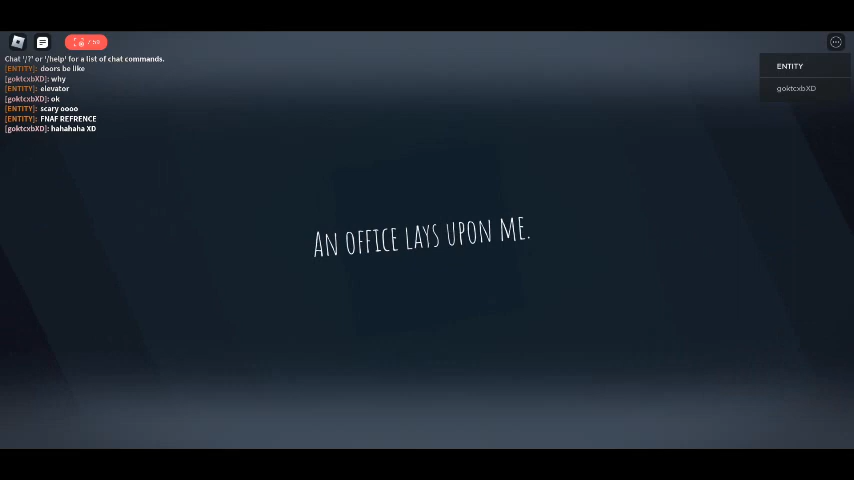 Chat '/?' or '/help' for a list of chat commands.
[ENTITY]: doors be like
[goktcxbXD]: why
[ENTITY]: elevator
[goktcxbXD]: ok
[ENTITY]: scary oooo
[ENTITY]: FNAF REFRENCE
[goktcxbXD]: hahahaha XD
ENTITY
goktcxbXD
An office lays upon me.